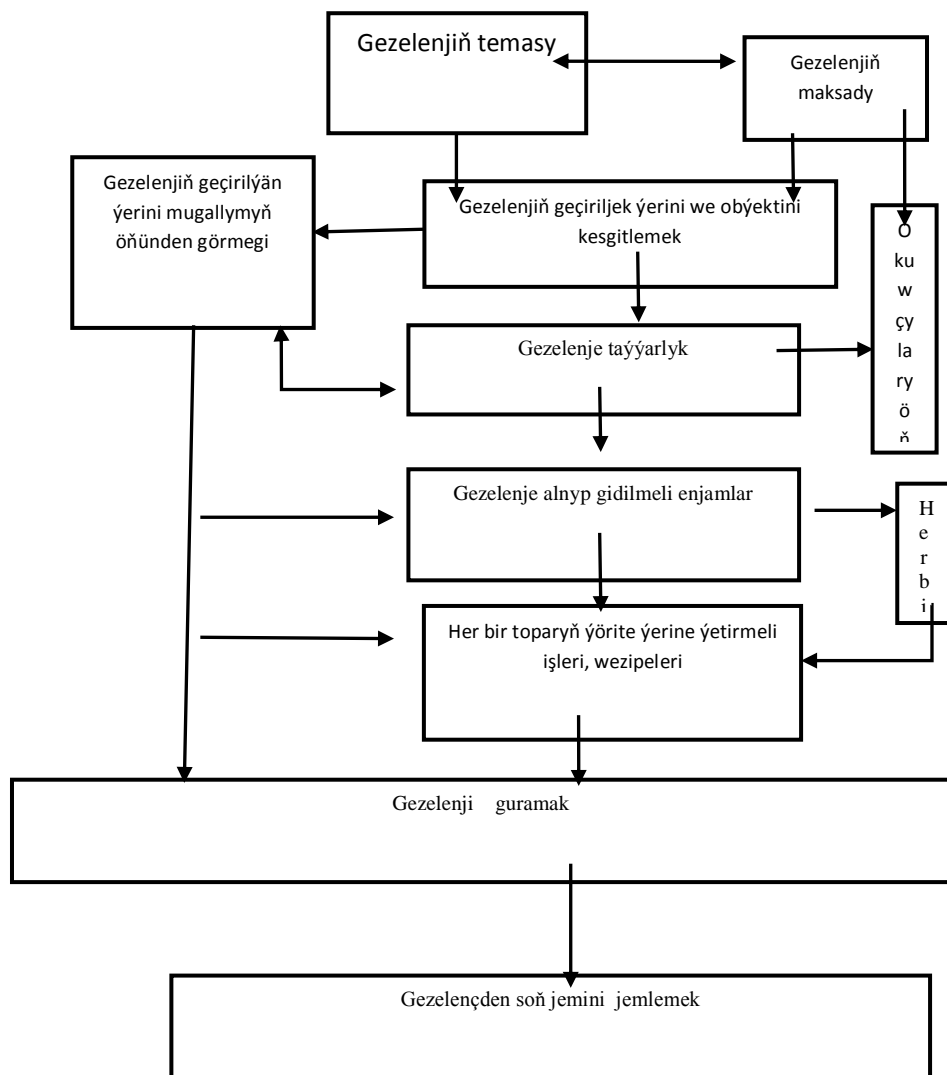 Gezelenjiň temasy
Gezelenjiň
maksady
Gezelenjiň geçirilýän
ýerini mugallymyň
öňünden görmegi
Gezelenjiň geçiriljek ýerini we obýektini
kesgitlemek
O
ku
w
çy
la
ry
ö
ň
Gezelenje taýýarlyk
Gezelenje alnyp gidilmeli enjamlar
H
e
r
b
i
Her bir toparyň ýörite ýerine ýetirmeli
işleri, wezipeleri
Gezelenji guramak
Gezelençden soň jemini jemlemek